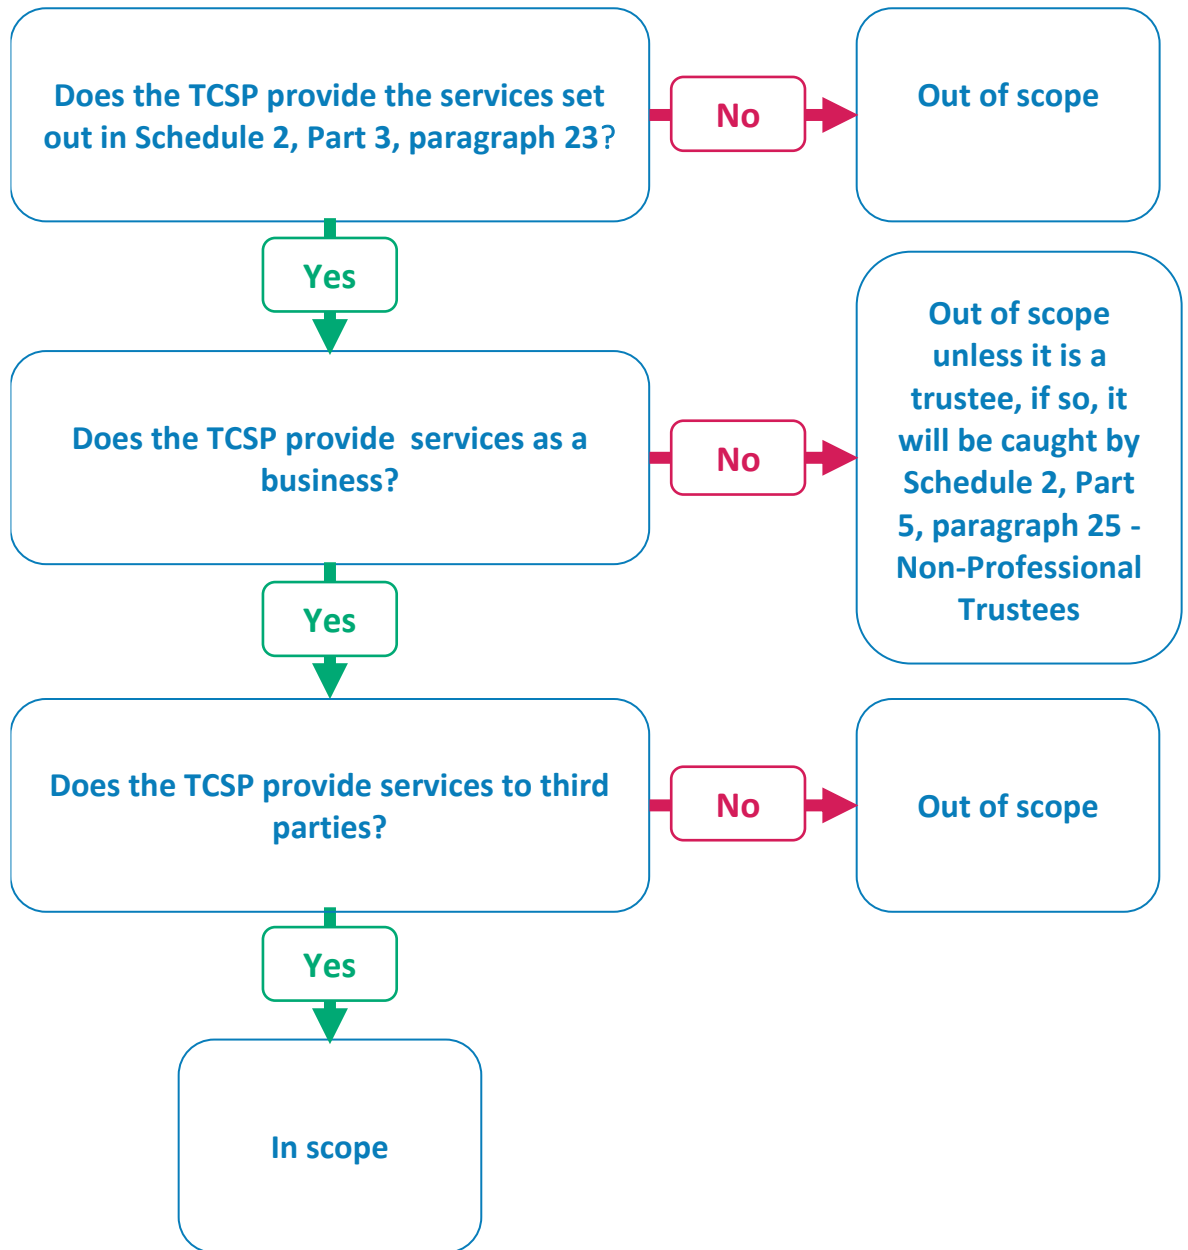 Does the TCSP provide the services set
out in Schedule 2, Part 3, paragraph 23?
No
Out of scope
Yes
Does the TCSP provide  services as a
business?
No
Out of scope
unless it is a
trustee, if so, it
will be caught by
Schedule 2, Part
5, paragraph 25 -
Non-Professional
Trustees
Yes
Does the TCSP provide services to third
parties?
No
Out of scope
Yes
In scope